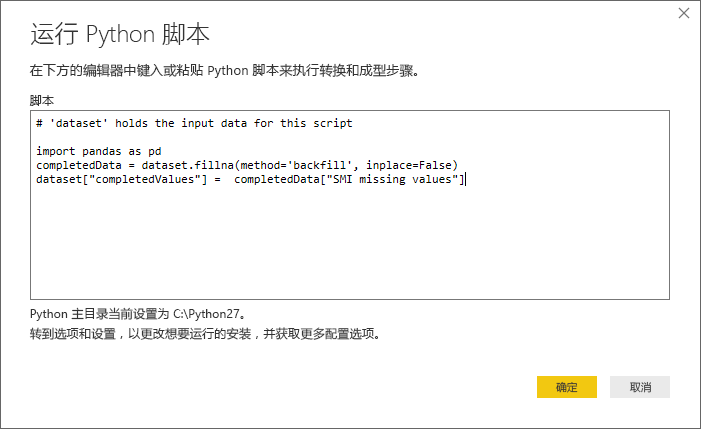 运行 Python 脚本
在下方的编辑器中键入或粘贴 Python 脚本来执行转换和成型步骤。
脚本
# 'dataset' holds the input data for this script
import pandas as pd
completedData = dataset.fillna(method='backfill', inplace=False)
dataset["completedValues"] =  completedData["SMI missing values"]
Python 主目录当前设置为 C:\Python27。
转到选项和设置，以更改想要运行的安装，并获取更多配置选项。
确定 取消